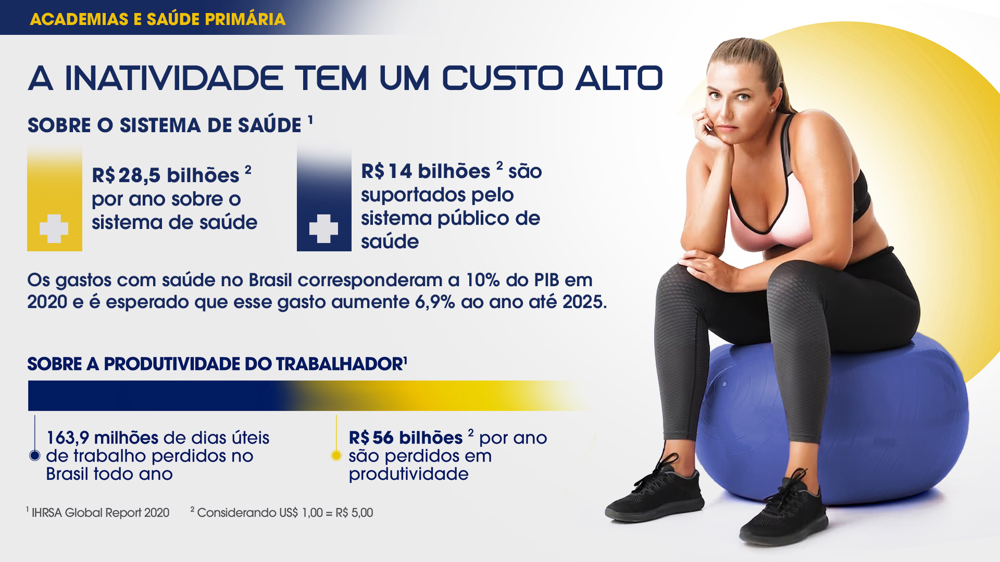 ACADEMIAS E SAÚDE PRIMÁRIA
A INATIVIDADE TEM UM CUSTO ALTO
SOBRE O SISTEMA DE SAÚDE ¹
R$ 28,5 bilhões ²
por ano sobre o
sistema de saúde
R$ 14 bilhões ² são
suportados pelo
sistema público de
saúde
Os gastos com saúde no Brasil corresponderam a 10% do PIB em
2020 e é esperado que esse gasto aumente 6,9% ao ano até 2025.
SOBRE A PRODUTIVIDADE DO TRABALHADOR¹
163,9 milhões de dias úteis
de trabalho perdidos no
Brasil todo ano
R$ 56 bilhões ² por ano
são perdidos em
produtividade
¹ IHRSA Global Report 2020 ² Considerando US$ 1,00 = R$ 5,00